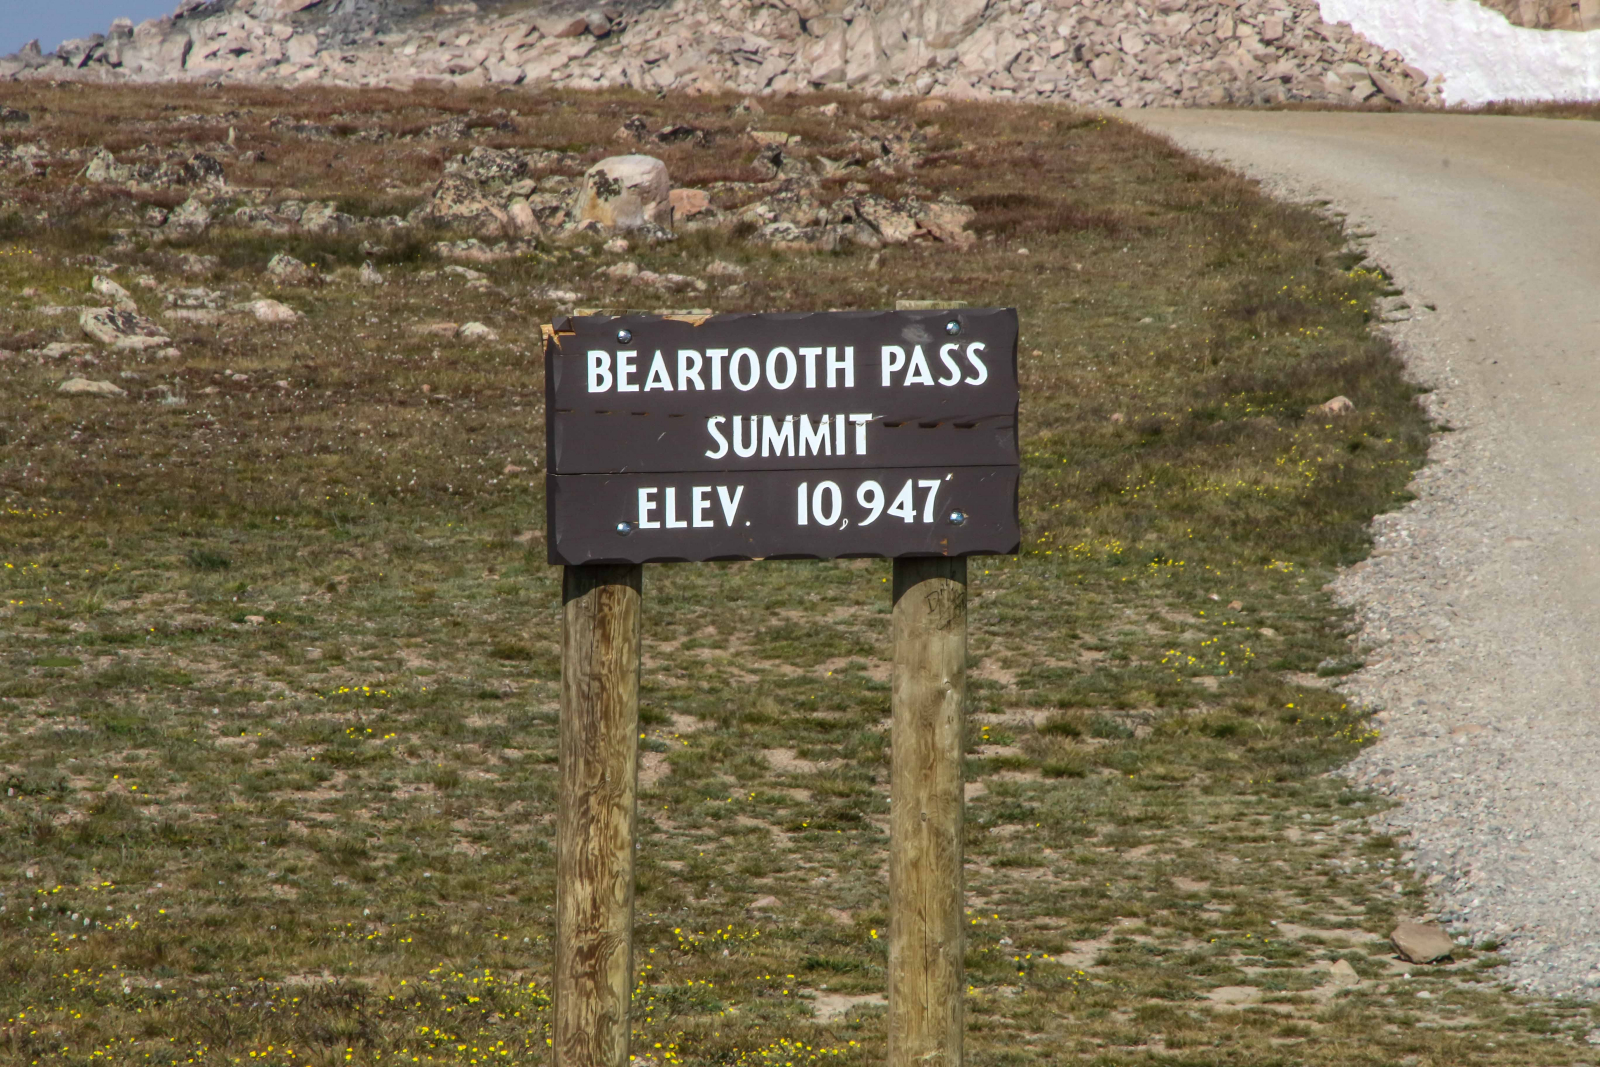 BEARTOOTH PASS
SUMMIT
ELEV. 10,947'